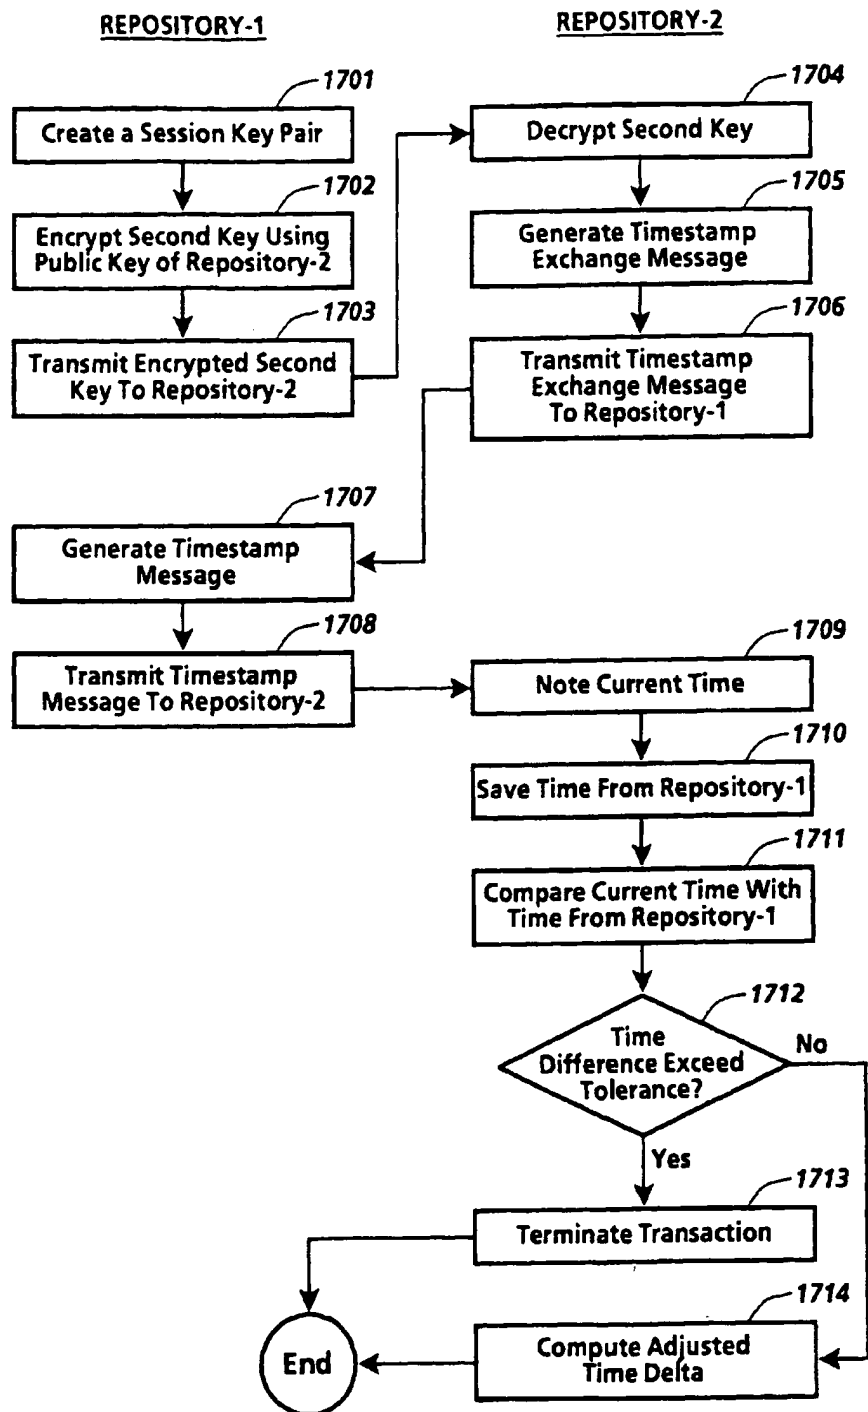 REPOSITORY-1
REPOSITORY-2
1701
Create a Session Key Pair
1702
Encrypt Second Key Using
Public Key of Repository-2
1703
Transmit Encrypted Second
Key To Repository-2
1704
Decrypt Second Key
1705
Generate Timestamp
Exchange Message
1706
Transmit Timestamp
Exchange Message
To Repository-1
1707
Generate Timestamp
Message
1708
Transmit Timestamp
Message To Repository-2
1709
Note Current Time
1710
Save Time From Repository-1
1711
Compare Current Time With
Time From Repository-1
1712
Time
Difference Exceed
Tolerance?
No
Yes
1713
Terminate Transaction
1714
Compute Adjusted
Time Delta
End